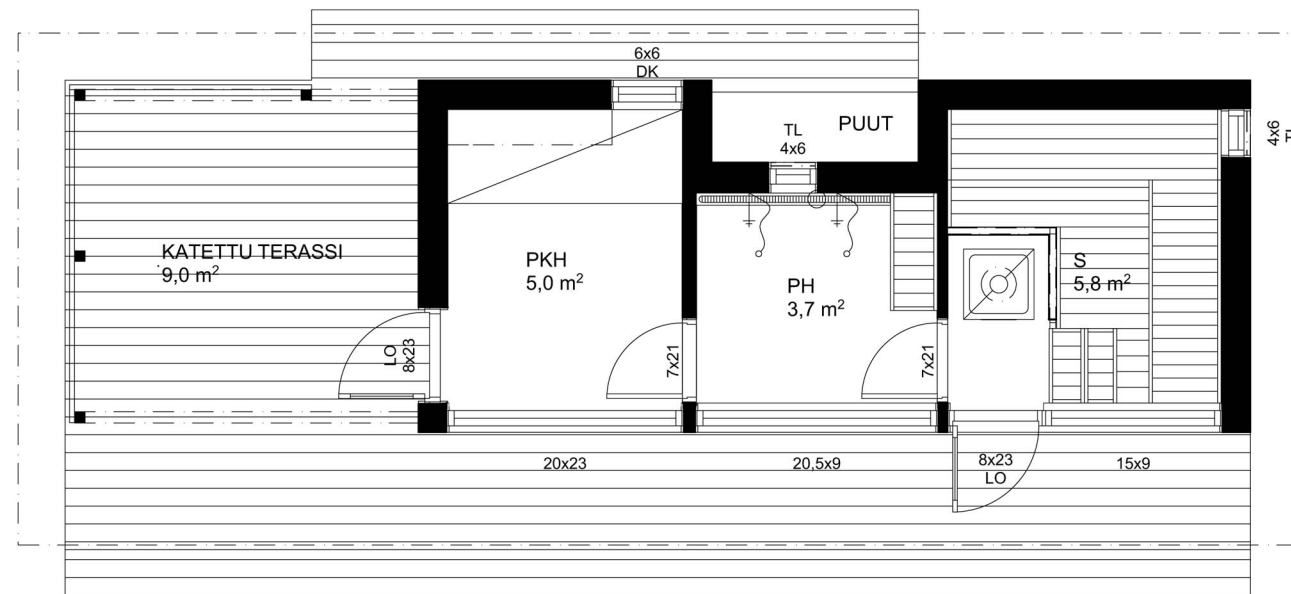 6x6
DK
TL
4x6
PUUT
4x6
TL
KATETTU TERASSI
9,0 m²
PKH
5,0 m²
PH
3,7 m²
S
5,8 m²
LO
8x23
7x21
7x21
20x23
20,5x9
8x23
LO
15x9